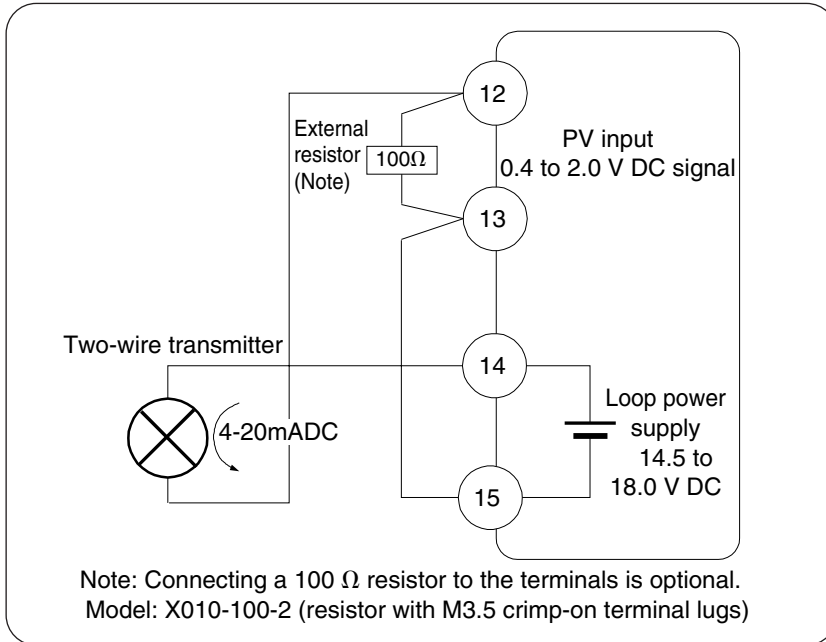 12
External
resistor
(Note)
100Ω
PV input
0.4 to 2.0 V DC signal
13
Two-wire transmitter
14
4-20mADC
Loop power
supply
14.5 to
18.0 V DC
15
Note: Connecting a 100 Ω resistor to the terminals is optional.
Model: X010-100-2 (resistor with M3.5 crimp-on terminal lugs)